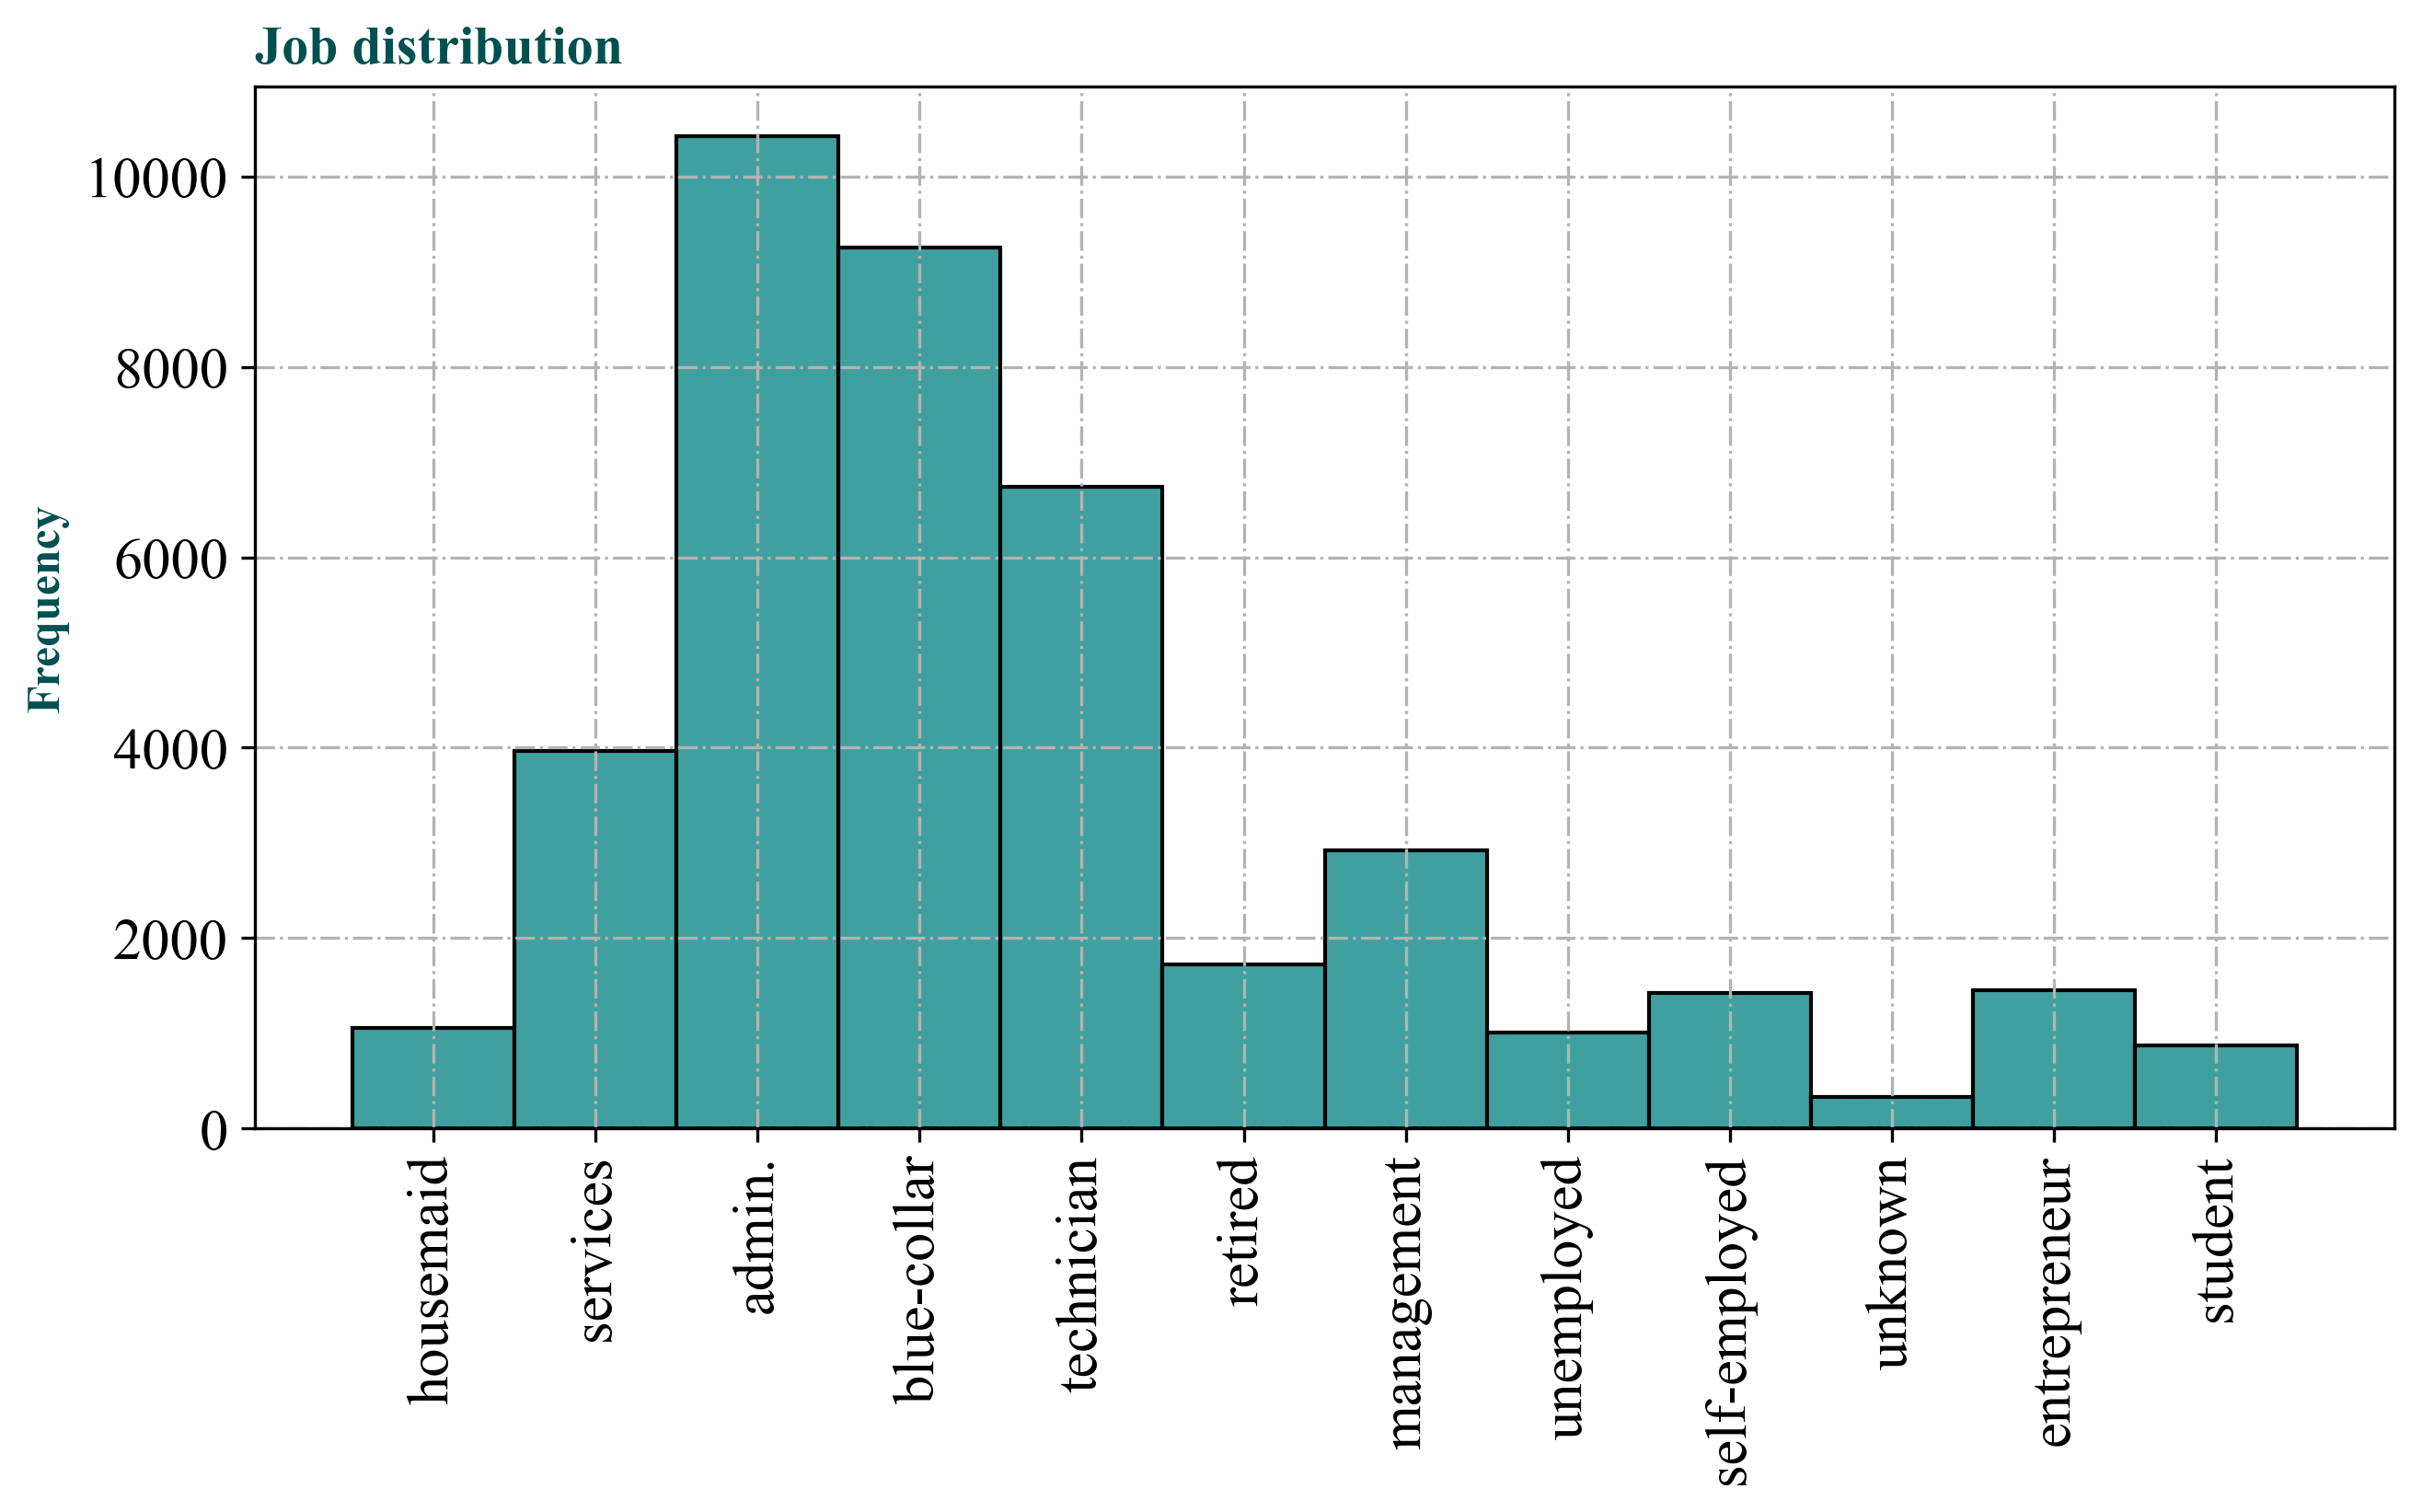 Job distribution
Frequency
10000
8000
6000
4000
2000
0
housemaid
services
admin.
blue-collar
technician
retired
management
unemployed
self-employed
unknown
entrepreneur
student